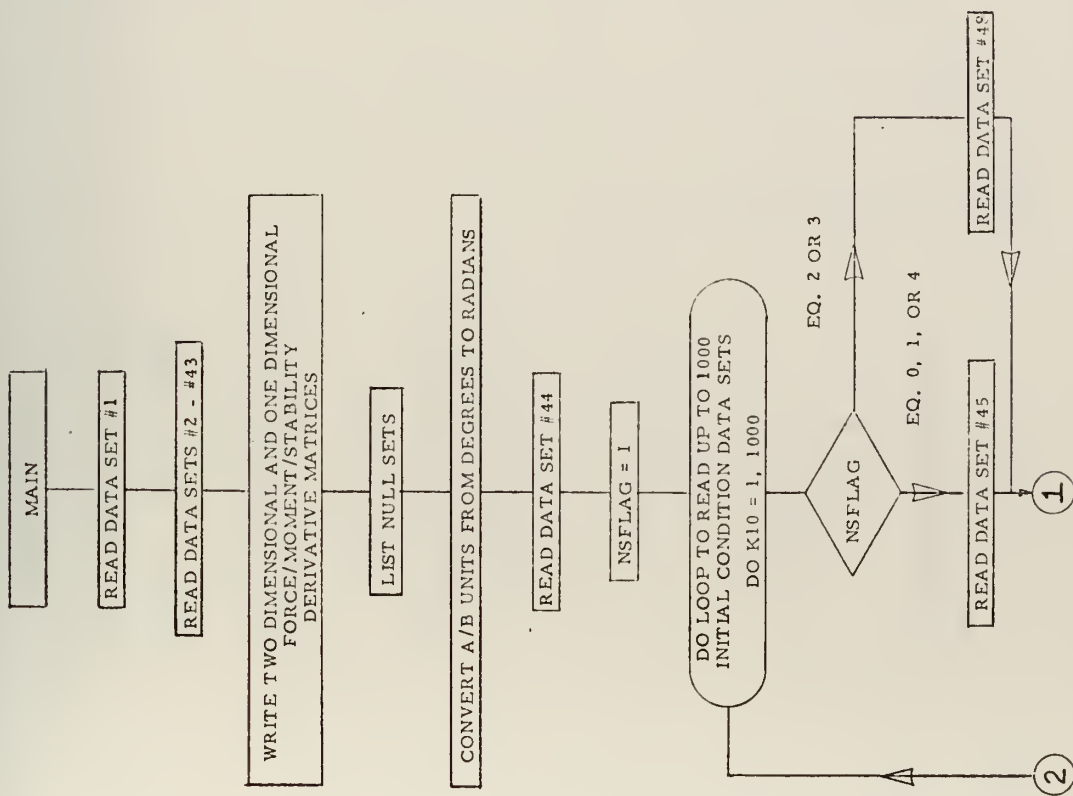 MAIN
READ DATA SET #1
READ DATA SETS #2 - #43
WRITE TWO DIMENSIONAL AND ONE DIMENSIONAL
FORCE/MOMENT/STABILITY
DERIVATIVE MATRICES
LIST NULL SETS
CONVERT A/B UNITS FROM DEGREES TO RADIANS
READ DATA SET #44
NSFLAG = 1
DO LOOP TO READ UP TO 1000
INITIAL CONDITION DATA SETS
DO K10 = 1, 1000
NSFLAG
EQ. 2 OR 3
EQ. 0, 1, OR 4
READ DATA SET #45
READ DATA SET #49
1
2